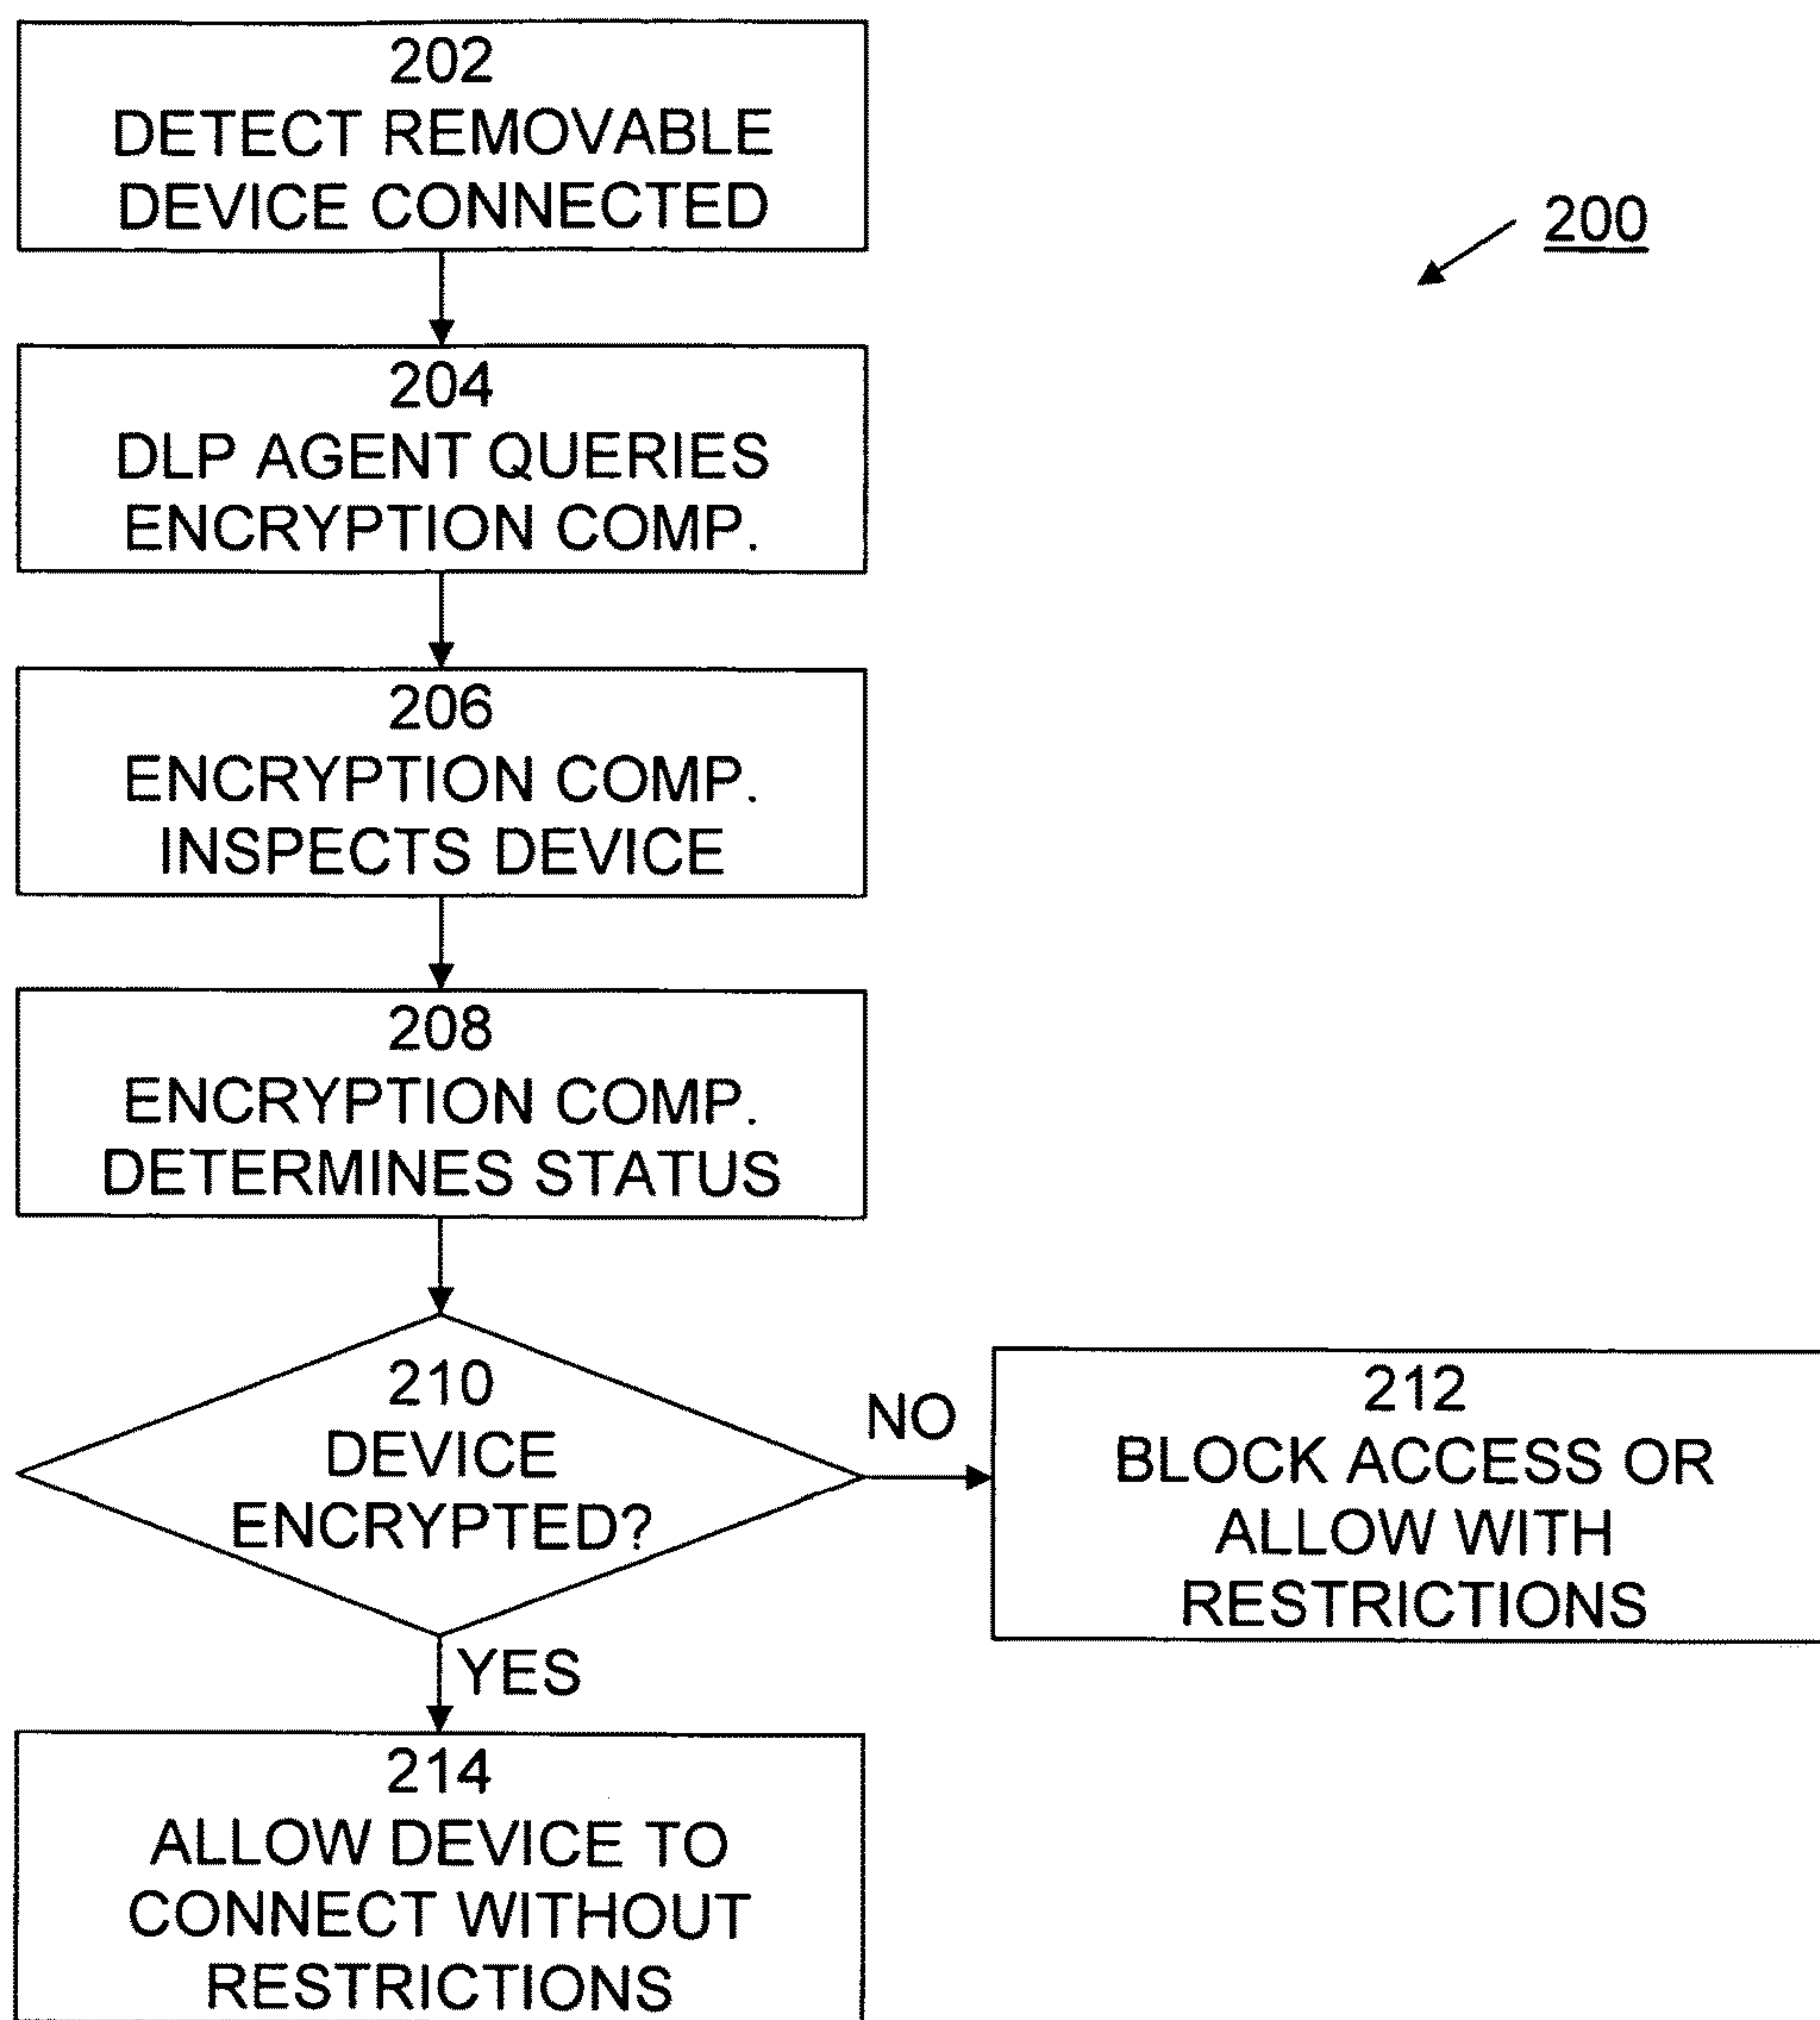 202
DETECT REMOVABLE
DEVICE CONNECTED
200
204
DLP AGENT QUERIES
ENCRYPTION COMP.
206
ENCRYPTION COMP.
INSPECTS DEVICE
208
ENCRYPTION COMP.
DETERMINES STATUS
210
DEVICE
ENCRYPTED?
NO
212
BLOCK ACCESS OR
ALLOW WITH
RESTRICTIONS
YES
214
ALLOW DEVICE TO
CONNECT WITHOUT
RESTRICTIONS